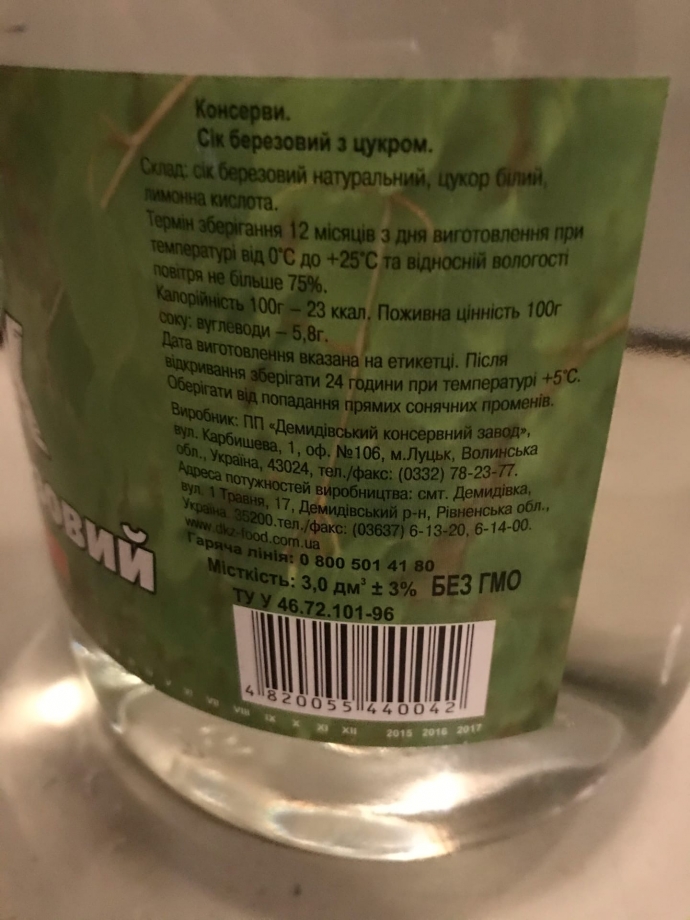 Консерви.
Сік березовий з цукром.
Склад: сік березовий натуральний, цукор білий,
лимонна кислота.
Термін зберігання 12 місяців з дня виготовлення при
температурі від 0°С до +25°С та відносній вологості
повітря не більше 75%.
Калорійність 100г – 23 ккал. Поживна цінність 100г
соку: вуглеводи – 5,8г.
Дата виготовлення вказана на етикетці. Після
відкривання зберігати 24 години при температурі +5°С.
Оберігати від попадання прямих сонячних променів.
Виробник: ПП «Демидівський консервний завод»,
вул. Карбишева, 1, оф. №106, м.Луцьк, Волинська
обл., Україна, 43024, тел./факс: (0332) 78-23-77.
Адреса потужностей виробництва: смт. Демидівка,
вул. 1 Травня, 17, Демидівський р-н, Рівненська обл.,
Україна 35200.тел./факс: (03637) 6-13-20, 6-14-00.
www.dkz-food.com.ua
Гаряча лінія: 0 800 501 41 80
Місткість: 3,0 дм³ ± 3% БЕЗ ГМО
ТУ У 46.72.101-96
овий
4 820055 440042
VI VII VIII IX X XI XII 2015 2016 2017